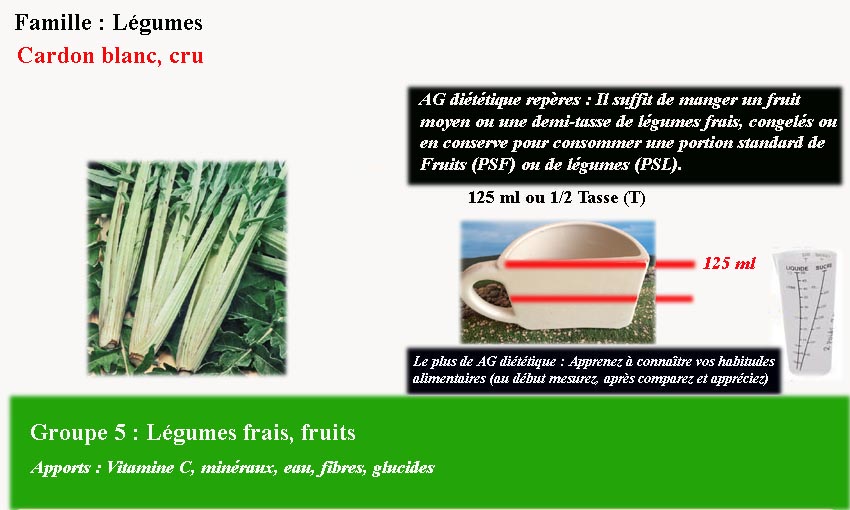 Famille : Légumes
Cardon blanc, cru
AG diététique repères : Il suffit de manger un fruit
moyen ou une demi-tasse de légumes frais, congelés ou
en conserve pour consommer une portion standard de
Fruits (PSF) ou de légumes (PSL).
125 ml ou 1/2 Tasse (T)
125 ml
LIQUIDE SUCRE
Le plus de AG diététique : Apprenez à connaître vos habitudes
alimentaires (au début mesurez, après comparez et appréciez)
Groupe 5 : Légumes frais, fruits
Apports : Vitamine C, minéraux, eau, fibres, glucides